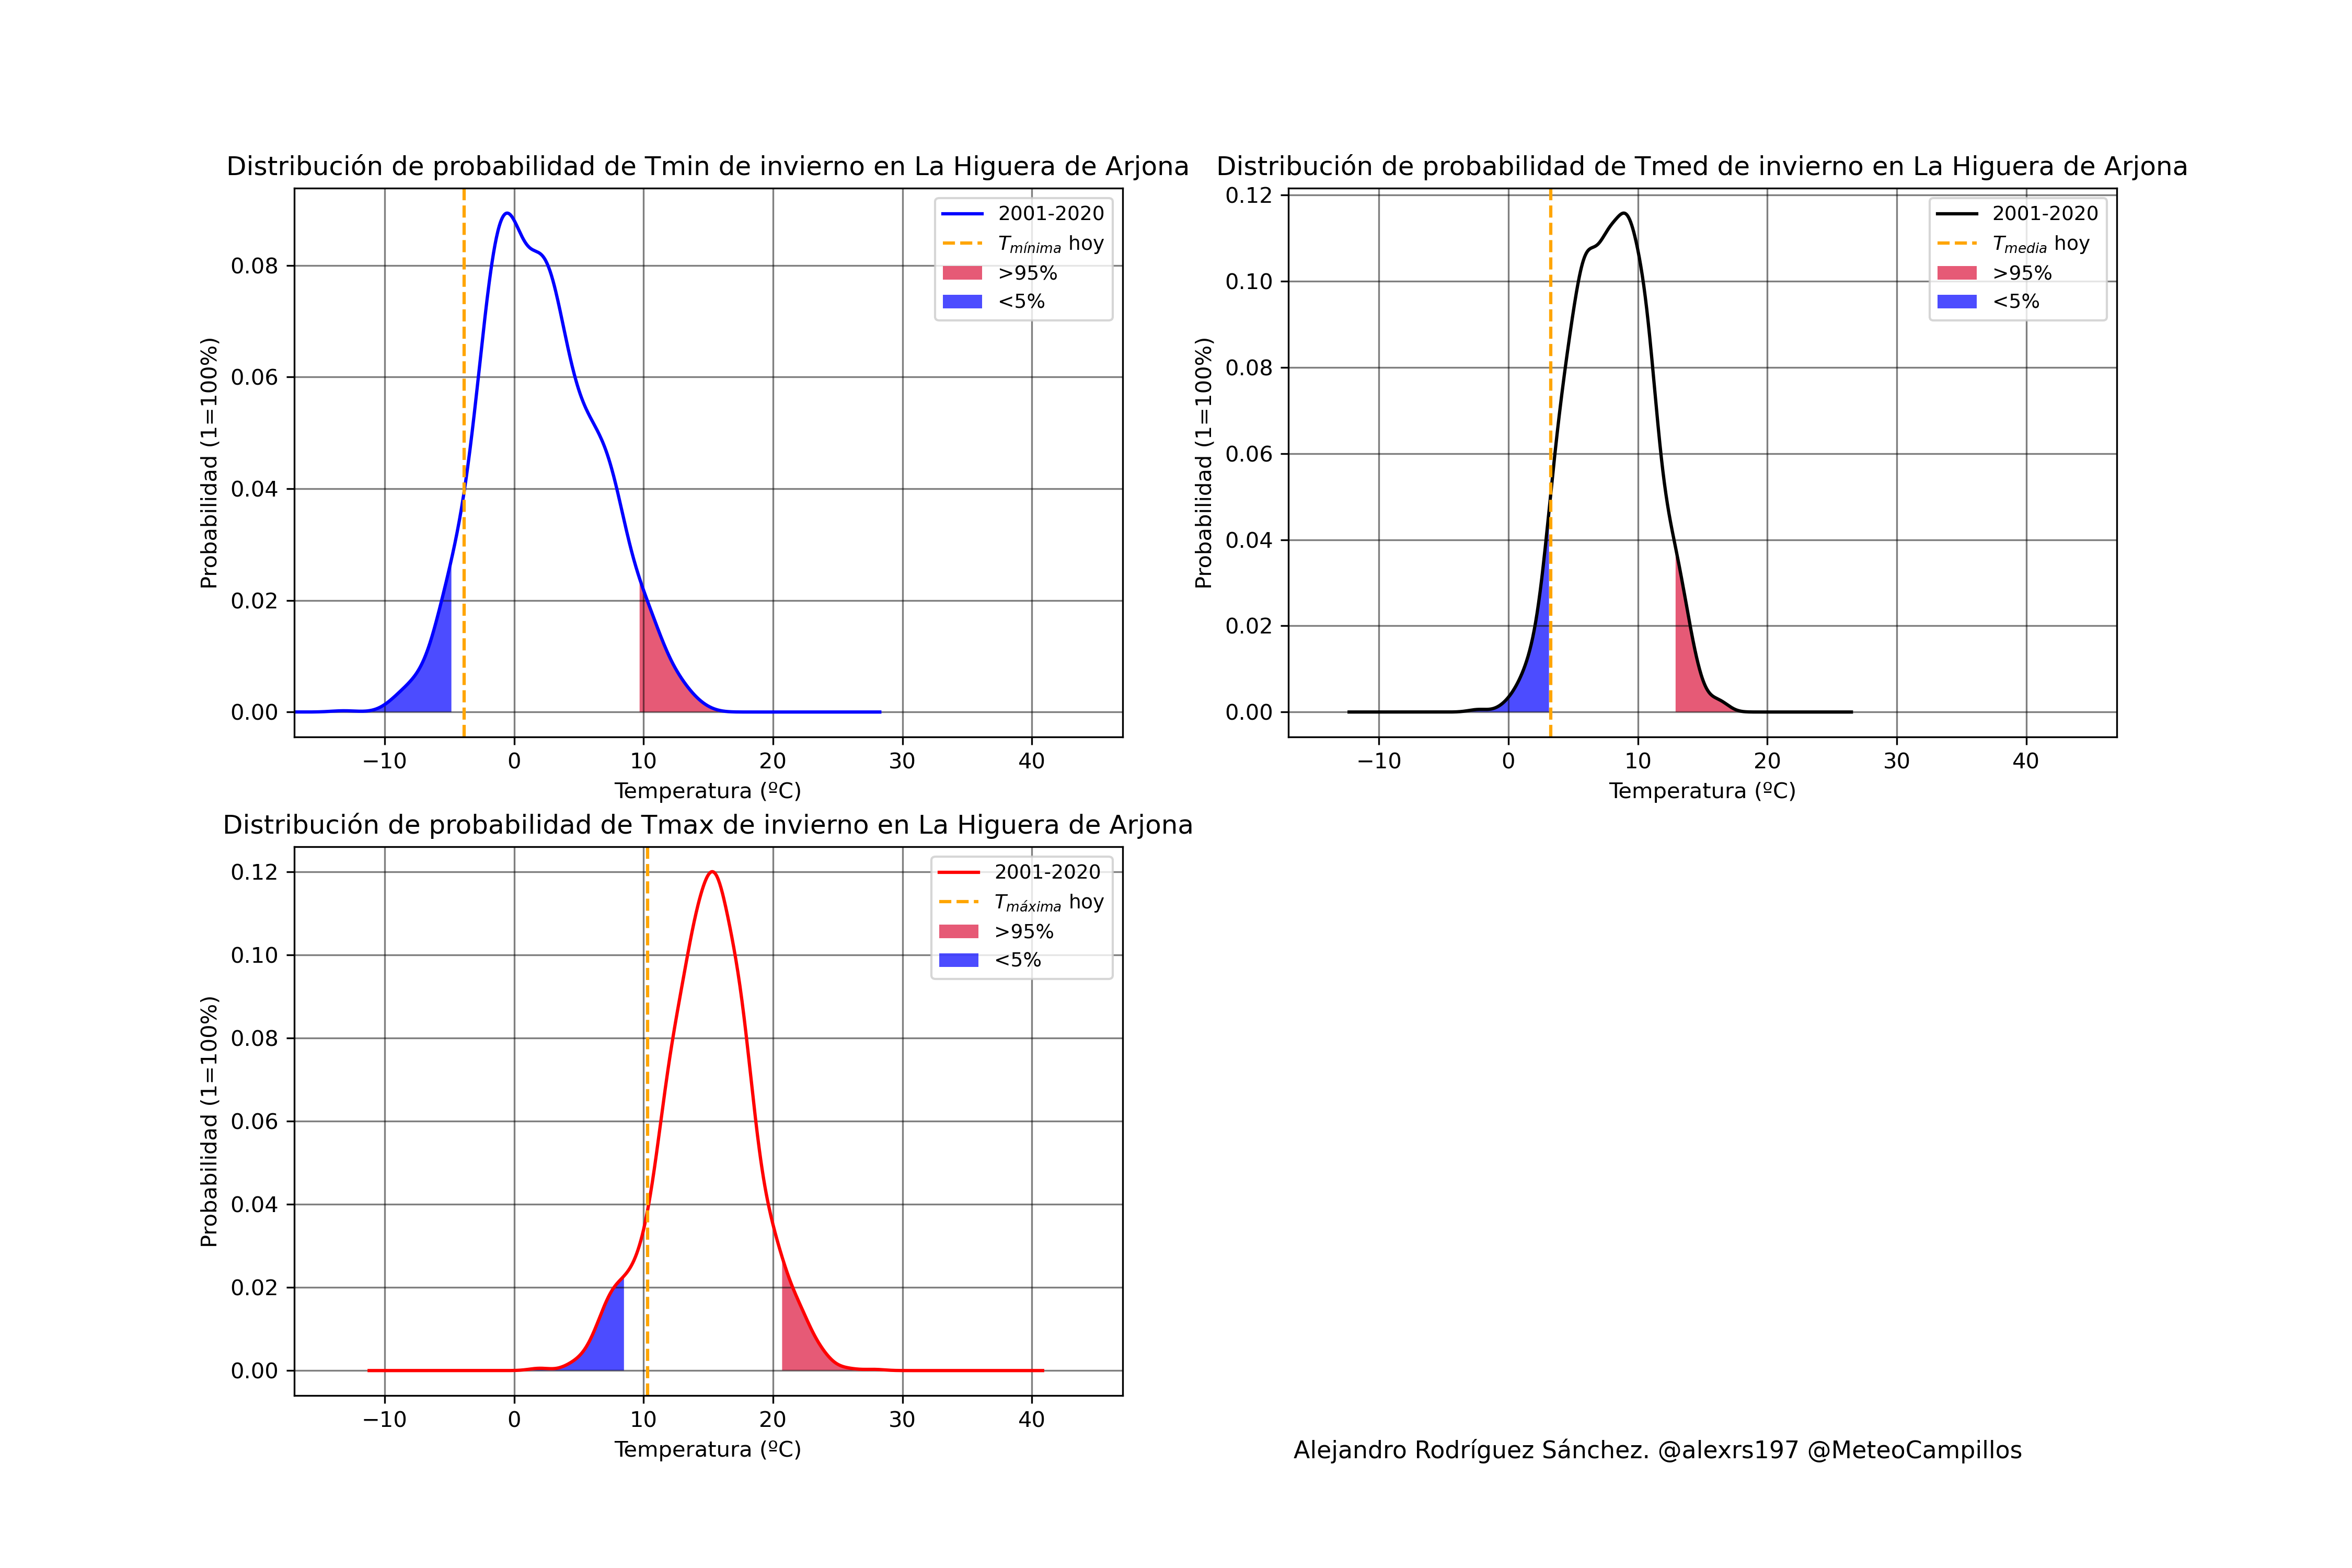 Distribución de probabilidad de Tmin de invierno en La Higuera de Arjona
Probabilidad (1=100%)
0.08
0.06
0.04
0.02
0.00
−10 0 10 20 30 40
Temperatura (ºC)
2001-2020
Tmínima hoy
>95%
<5%
Distribución de probabilidad de Tmed de invierno en La Higuera de Arjona
Probabilidad (1=100%)
0.12
0.10
0.08
0.06
0.04
0.02
0.00
−10 0 10 20 30 40
Temperatura (ºC)
2001-2020
Tmedia hoy
>95%
<5%
Distribución de probabilidad de Tmax de invierno en La Higuera de Arjona
Probabilidad (1=100%)
0.12
0.10
0.08
0.06
0.04
0.02
0.00
−10 0 10 20 30 40
Temperatura (ºC)
2001-2020
Tmáxima hoy
>95%
<5%
Alejandro Rodríguez Sánchez. @alexrs197 @MeteoCampillos